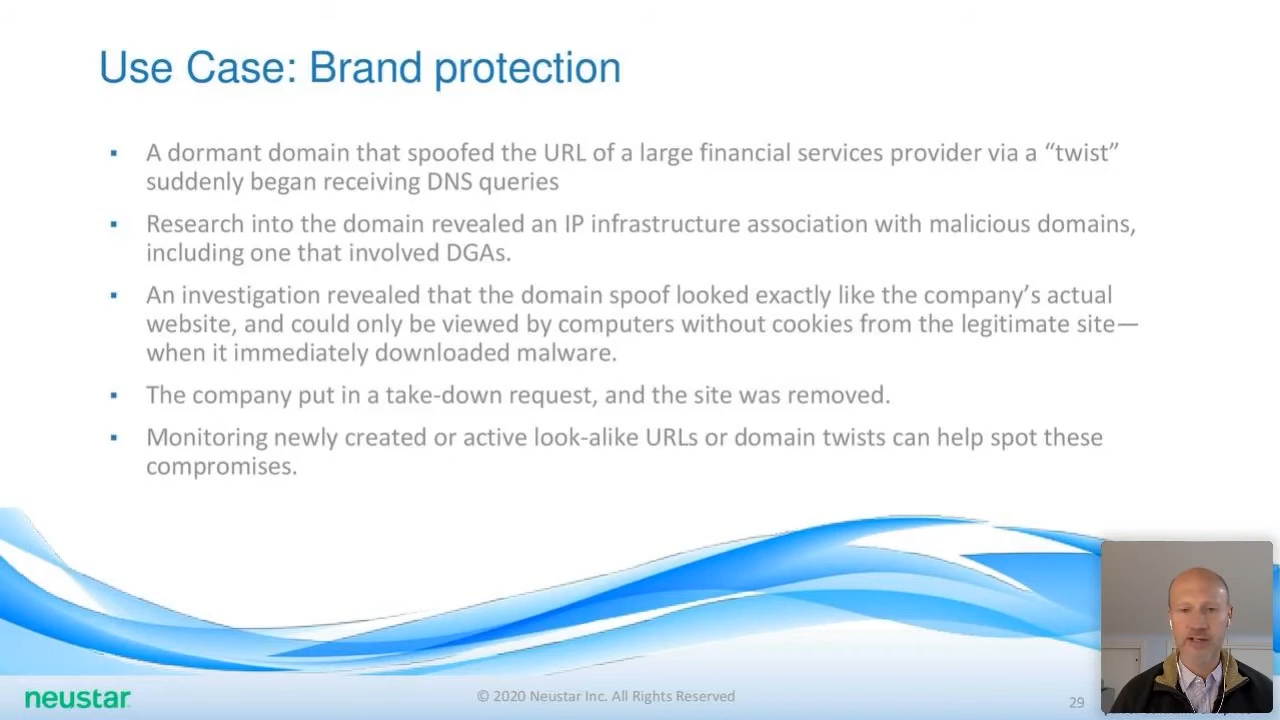 Use Case: Brand protection
▪ A dormant domain that spoofed the URL of a large financial services provider via a “twist”
suddenly began receiving DNS queries
▪ Research into the domain revealed an IP infrastructure association with malicious domains,
including one that involved DGAs.
▪ An investigation revealed that the domain spoof looked exactly like the company’s actual
website, and could only be viewed by computers without cookies from the legitimate site—
when it immediately downloaded malware.
▪ The company put in a take-down request, and the site was removed.
▪ Monitoring newly created or active look-alike URLs or domain twists can help spot these
compromises.
neustar
© 2020 Neustar Inc. All Rights Reserved
29